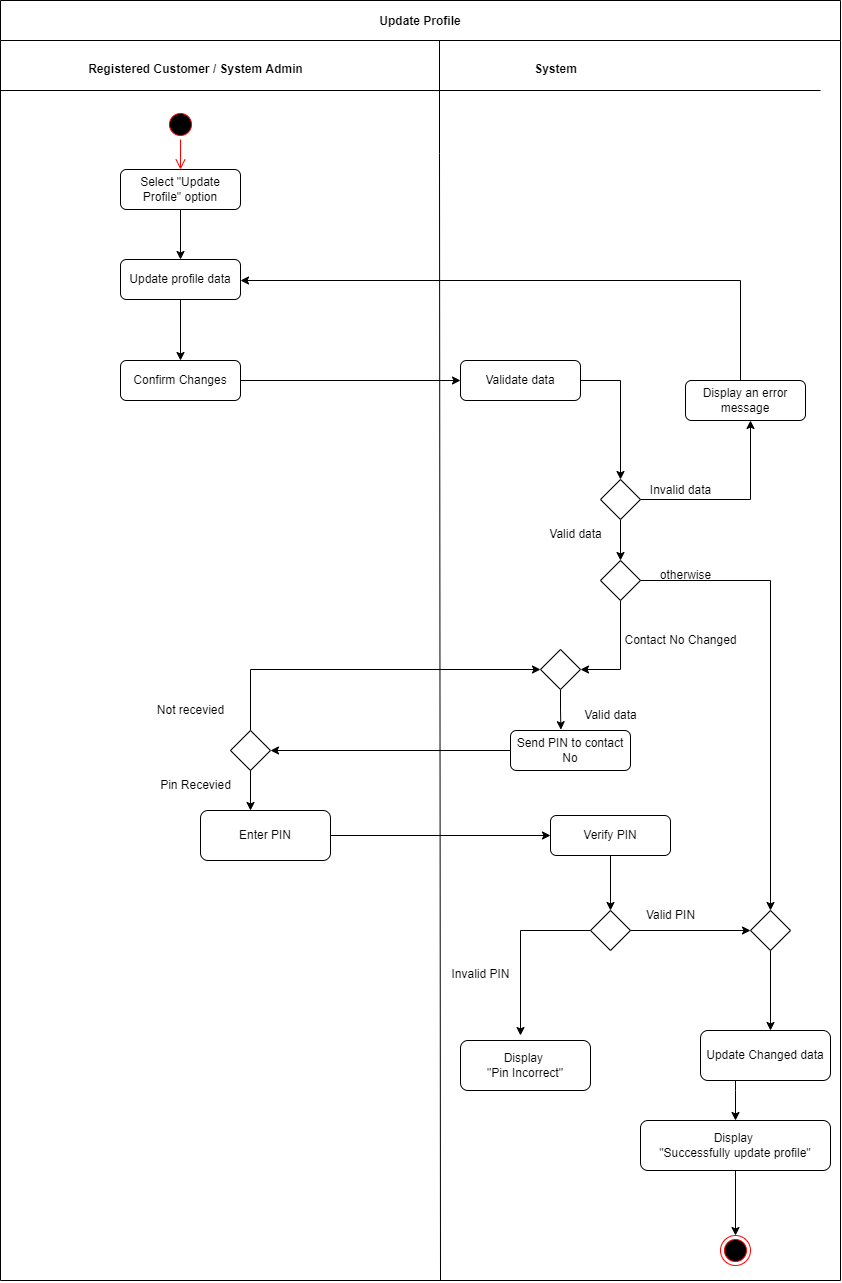 Update Profile
Registered Customer / System Admin
System
Select "Update
Profile" option
Update profile data
Confirm Changes
Validate data
Display an error
message
Invalid data
Valid data
otherwise
Contact No Changed
Not recevied
Valid data
Send PIN to contact
No
Pin Recevied
Enter PIN
Verify PIN
Valid PIN
Invalid PIN
Display
"Pin Incorrect"
Update Changed data
Display
"Successfully update profile"